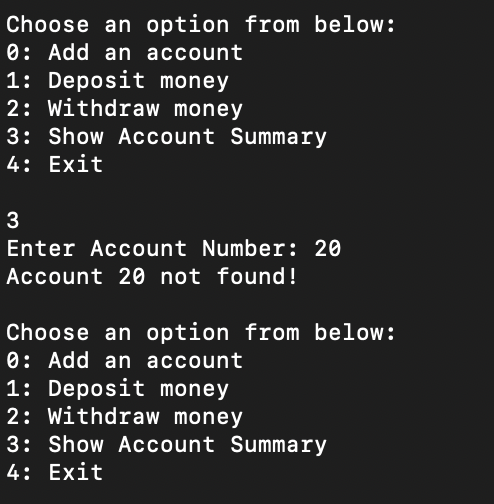 Choose an option from below:
0: Add an account
1: Deposit money
2: Withdraw money
3: Show Account Summary
4: Exit
3
Enter Account Number: 20
Account 20 not found!
Choose an option from below:
0: Add an account
1: Deposit money
2: Withdraw money
3: Show Account Summary
4: Exit